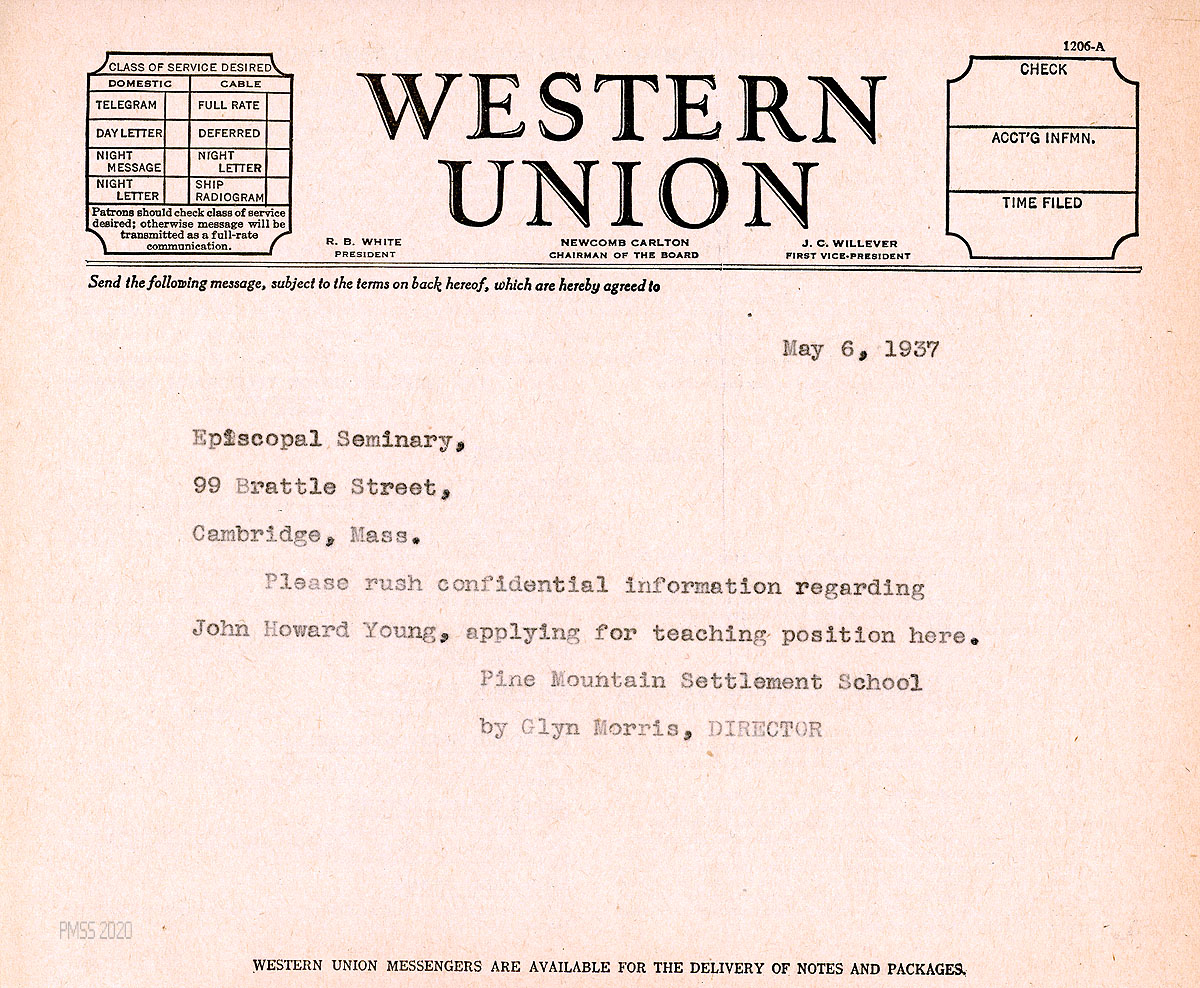 1206-A
CLASS OF SERVICE DESIRED
DOMESTIC CABLE
TELEGRAM FULL RATE
DAY LETTER DEFERRED
NIGHT MESSAGE NIGHT LETTER
NIGHT LETTER SHIP RADIOGRAM
Patrons should check class of service
desired; otherwise message will be
transmitted as a full-rate
communication.
WESTERN
UNION
CHECK
ACCT'G INFMN.
TIME FILED
R. B. WHITE
PRESIDENT
NEWCOMB CARLTON
CHAIRMAN OF THE BOARD
J. C. WILLEVER
FIRST VICE-PRESIDENT
Send the following message, subject to the terms on back hereof, which are hereby agreed to
May 6, 1937
Episcopal Seminary,
99 Brattle Street,
Cambridge, Mass.
Please rush confidential information regarding
John Howard Young, applying for teaching position here.
Pine Mountain Settlement School
by Glyn Morris, DIRECTOR
PMSS 2020
WESTERN UNION MESSENGERS ARE AVAILABLE FOR THE DELIVERY OF NOTES AND PACKAGES.